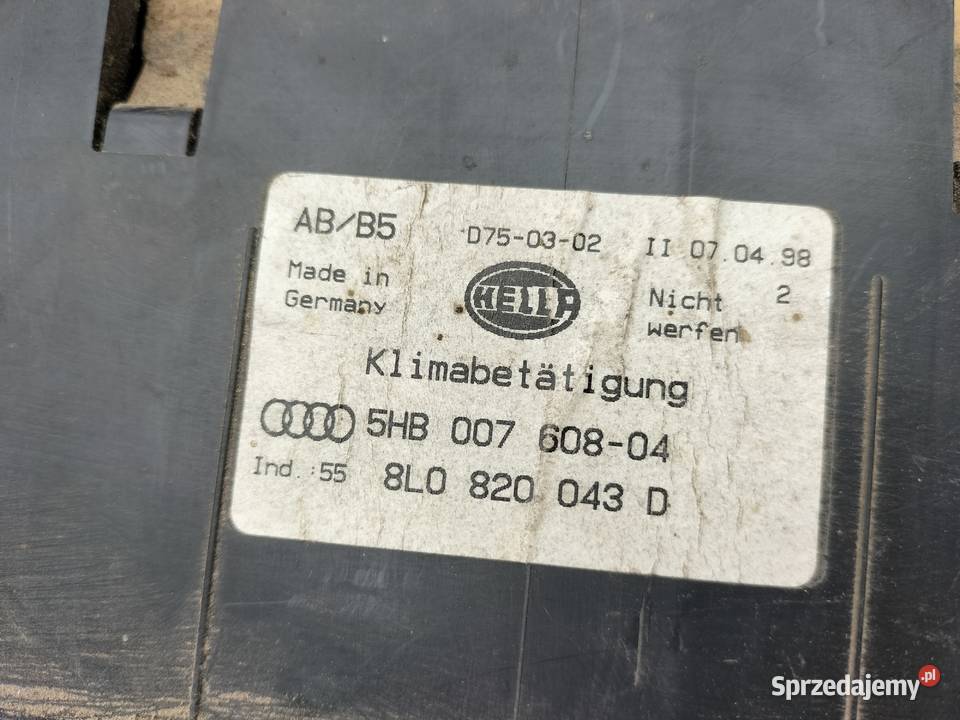 AB/B5 D75-03-02 II 07.04.98
Made in Germany HELLA Nicht werfen 2
Klimabetätigung
5HB 007 608-04
Ind.:55 8L0 820 043 D
Sprzedajemy.pl